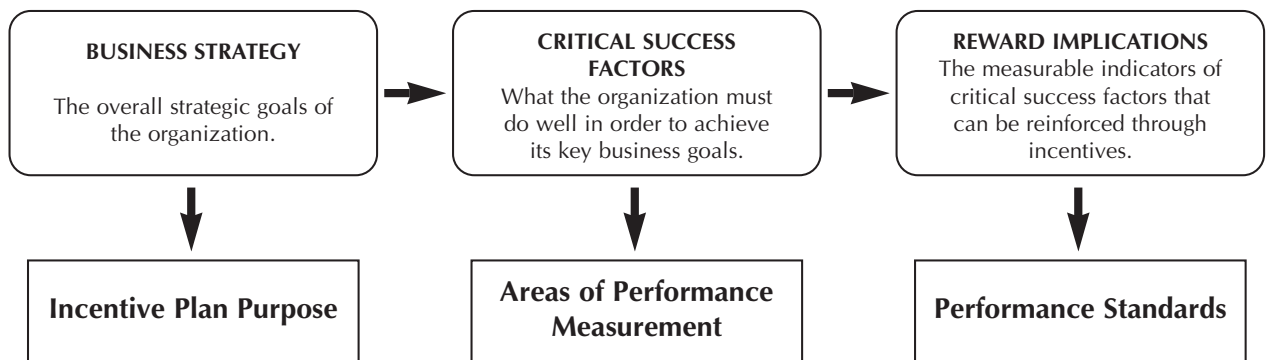 BUSINESS STRATEGY
The overall strategic goals of
the organization.
CRITICAL SUCCESS
FACTORS
What the organization must
do well in order to achieve
its key business goals.
REWARD IMPLICATIONS
The measurable indicators of
critical success factors that
can be reinforced through
incentives.
Incentive Plan Purpose
Areas of Performance
Measurement
Performance Standards